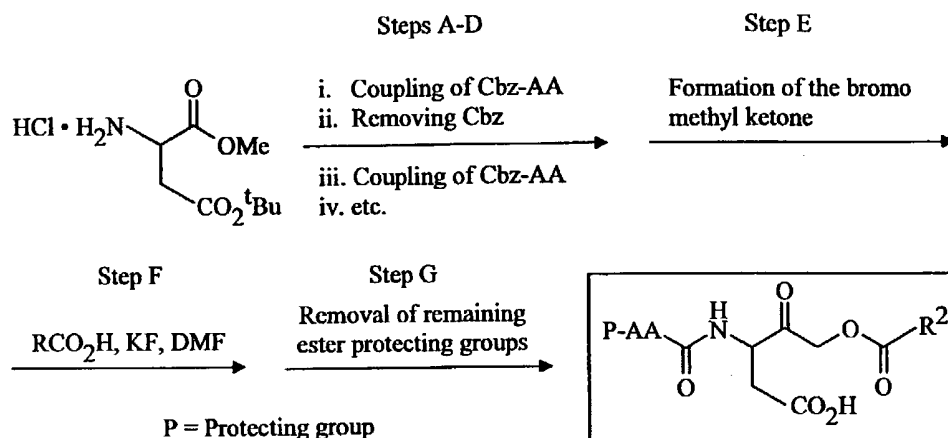 Steps A-D
Step E
i. Coupling of Cbz-AA
ii. Removing Cbz
iii. Coupling of Cbz-AA
iv. etc.
Formation of the bromo
methyl ketone
HCl • H₂N
O
OMe
CO₂ᵗBu
Step F
Step G
RCO₂H, KF, DMF
Removal of remaining
ester protecting groups
P = Protecting group
O
H
P-AA
N
O
R²
O
O
CO₂H